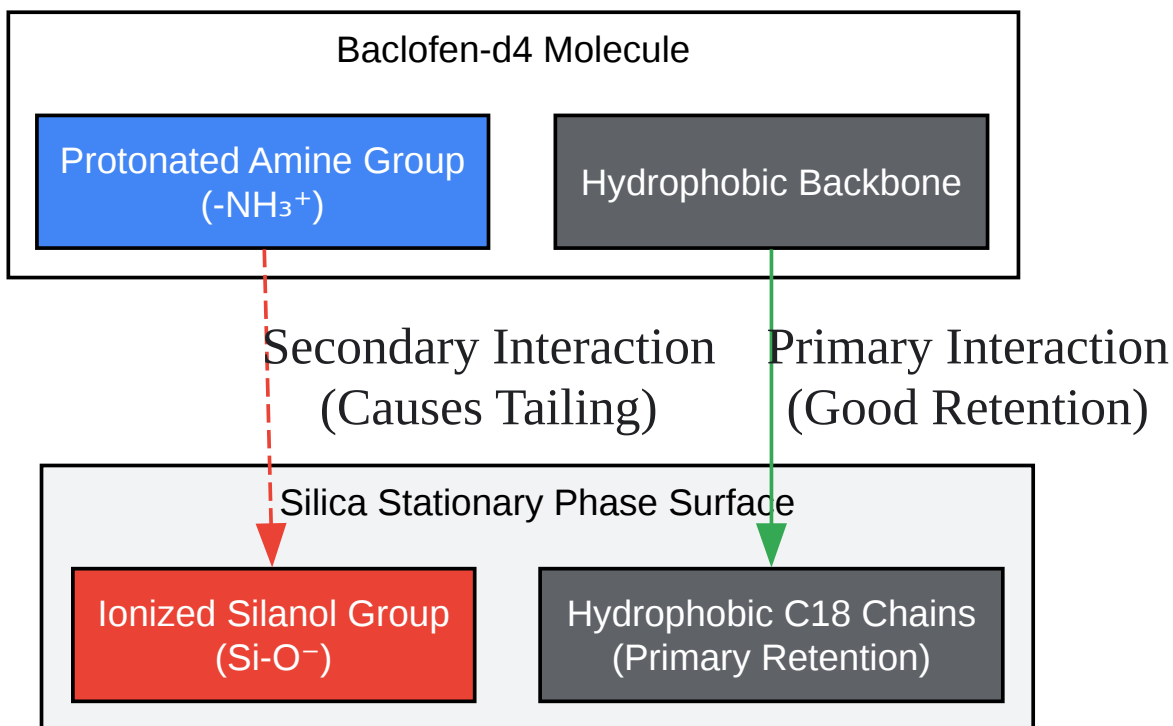 Baclofen-d4 Molecule
Protonated Amine Group
(-NH₃⁺)
Hydrophobic Backbone
Secondary Interaction
(Causes Tailing)
Primary Interaction
(Good Retention)
Silica Stationary Phase Surface
Ionized Silanol Group
(Si-O⁻)
Hydrophobic C18 Chains
(Primary Retention)